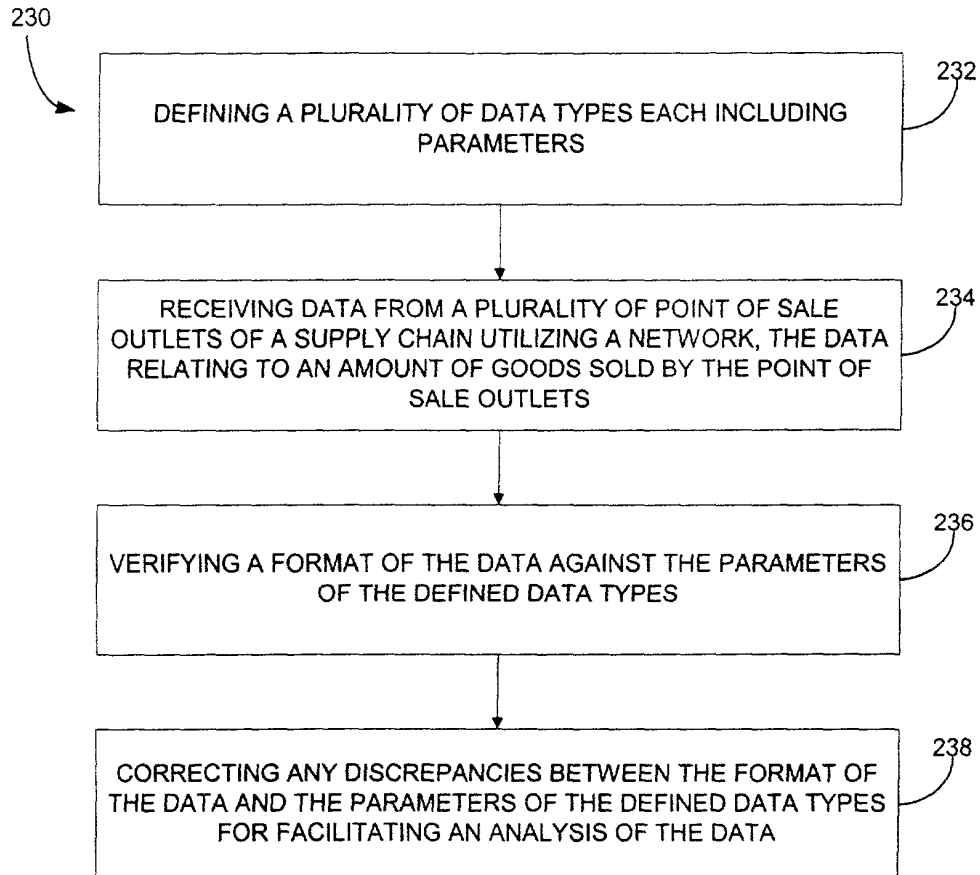 230
232
DEFINING A PLURALITY OF DATA TYPES EACH INCLUDING
PARAMETERS
234
RECEIVING DATA FROM A PLURALITY OF POINT OF SALE
OUTLETS OF A SUPPLY CHAIN UTILIZING A NETWORK, THE DATA
RELATING TO AN AMOUNT OF GOODS SOLD BY THE POINT OF
SALE OUTLETS
236
VERIFYING A FORMAT OF THE DATA AGAINST THE PARAMETERS
OF THE DEFINED DATA TYPES
238
CORRECTING ANY DISCREPANCIES BETWEEN THE FORMAT OF
THE DATA AND THE PARAMETERS OF THE DEFINED DATA TYPES
FOR FACILITATING AN ANALYSIS OF THE DATA